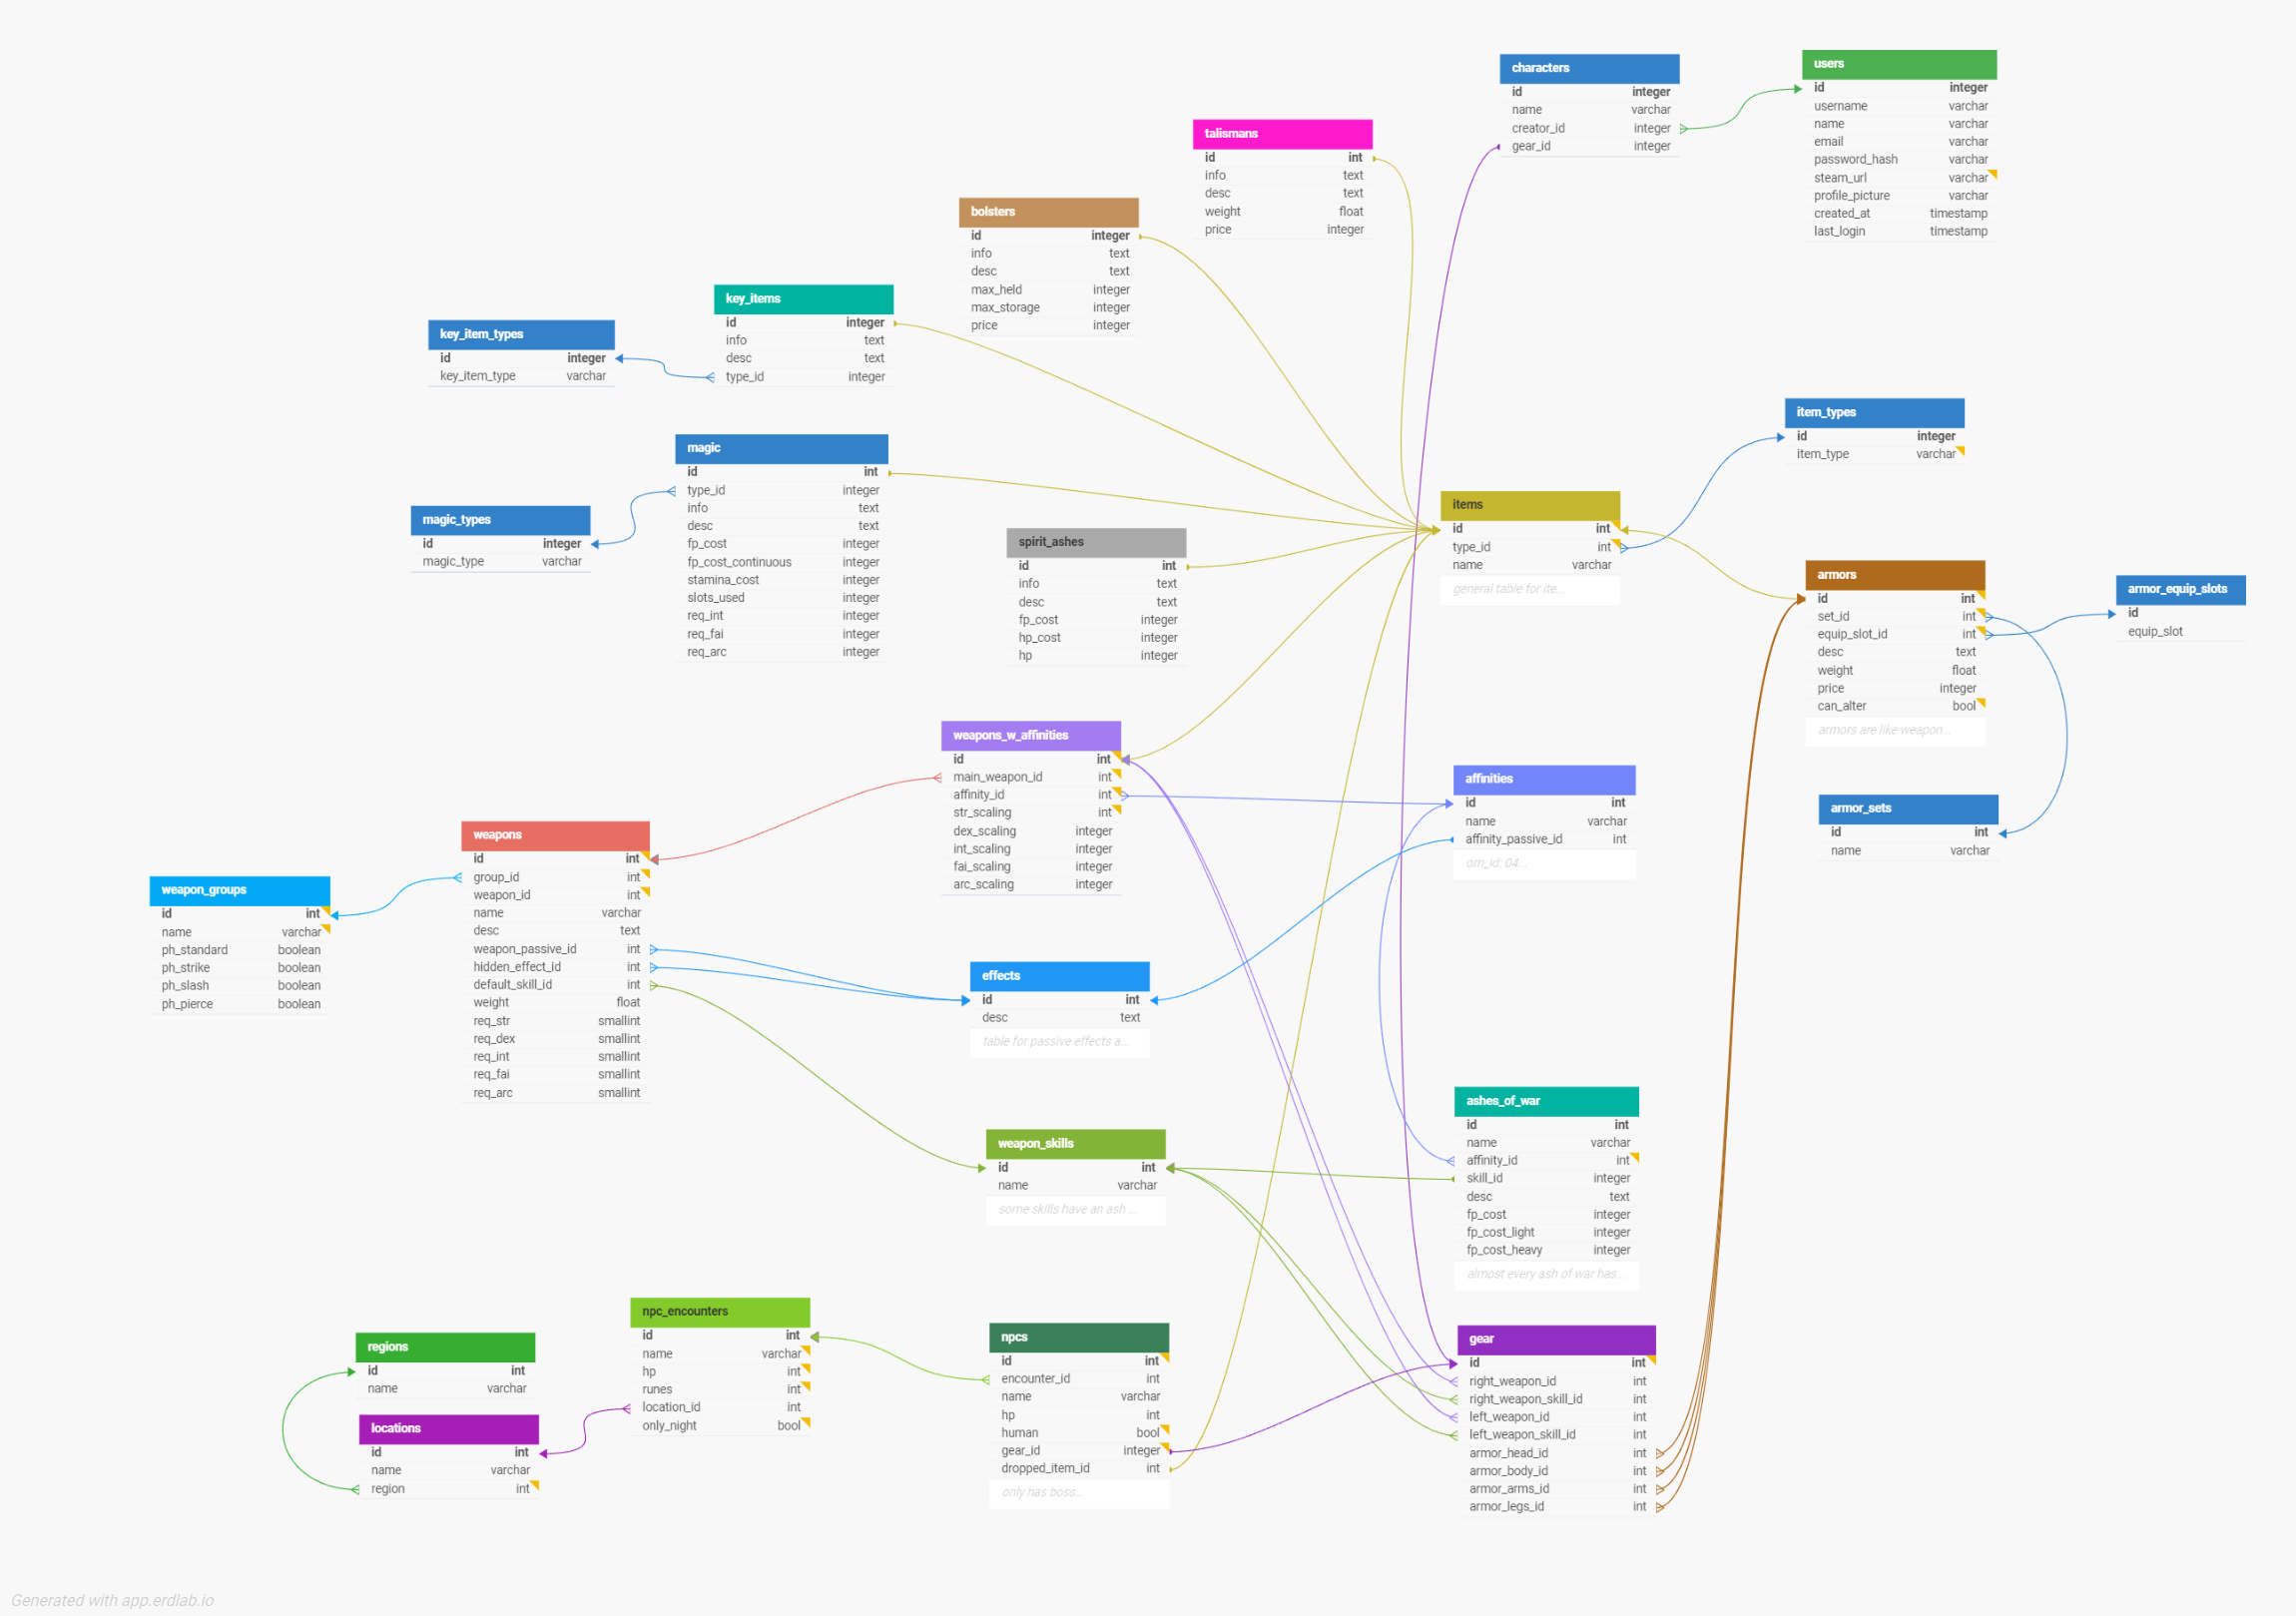 characters
id integer
name varchar
creator_id integer
gear_id integer
users
id integer
username varchar
name varchar
email varchar
password_hash varchar
steam_url varchar
profile_picture varchar
created_at timestamp
last_login timestamp
talismans
id int
info text
desc text
weight float
price integer
bolsters
id integer
info text
desc text
max_held integer
max_storage integer
price integer
key_items
id integer
info text
desc text
type_id integer
key_item_types
id integer
key_item_type varchar
magic
id int
type_id integer
info text
desc text
fp_cost integer
fp_cost_continuous integer
stamina_cost integer
slots_used integer
req_int integer
req_fai integer
req_arc integer
magic_types
id integer
magic_type varchar
spirit_ashes
id int
info text
desc text
fp_cost integer
hp_cost integer
hp integer
item_types
id integer
item_type varchar
items
id int
type_id int
name varchar
general table for ite...
armors
id int
set_id int
equip_slot_id int
desc text
weight float
price integer
can_alter bool
armors are like weapon...
armor_equip_slots
id
equip_slot
armor_sets
id int
name varchar
weapons_w_affinities
id int
main_weapon_id int
affinity_id int
str_scaling int
dex_scaling integer
int_scaling integer
fai_scaling integer
arc_scaling integer
affinities
id int
name varchar
affinity_passive_id int
om_id: 04...
weapons
id int
group_id int
weapon_id int
name varchar
desc text
weapon_passive_id int
hidden_effect_id int
default_skill_id int
weight float
req_str smallint
req_dex smallint
req_int smallint
req_fai smallint
req_arc smallint
weapon_groups
id int
name varchar
ph_standard boolean
ph_strike boolean
ph_slash boolean
ph_pierce boolean
effects
id int
desc text
table for passive effects a...
weapon_skills
id int
name varchar
some skills have an ash ...
ashes_of_war
id int
name varchar
affinity_id int
skill_id integer
desc text
fp_cost integer
fp_cost_light integer
fp_cost_heavy integer
almost every ash of war has...
npc_encounters
id int
name varchar
hp int
runes int
location_id int
only_night bool
regions
id int
name varchar
locations
id int
name varchar
region int
npcs
id int
encounter_id int
name varchar
hp int
human bool
gear_id integer
dropped_item_id int
only has boss...
gear
id int
right_weapon_id int
right_weapon_skill_id int
left_weapon_id int
left_weapon_skill_id int
armor_head_id int
armor_body_id int
armor_arms_id int
armor_legs_id int
Generated with app.erdlab.io